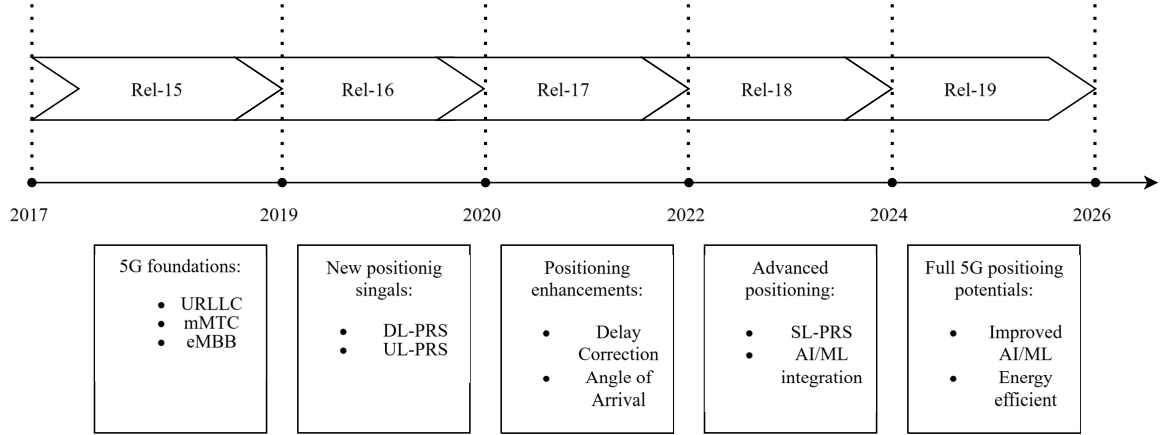 Rel-15
Rel-16
Rel-17
Rel-18
Rel-19
2017
2019
2020
2022
2024
2026
5G foundations:
• URLLC
• mMTC
• eMBB
New positionig
singals:
• DL-PRS
• UL-PRS
Positioning
enhancements:
• Delay
Correction
• Angle of
Arrival
Advanced
positioning:
• SL-PRS
• AI/ML
integration
Full 5G positioing
potentials:
• Improved
AI/ML
• Energy
efficient